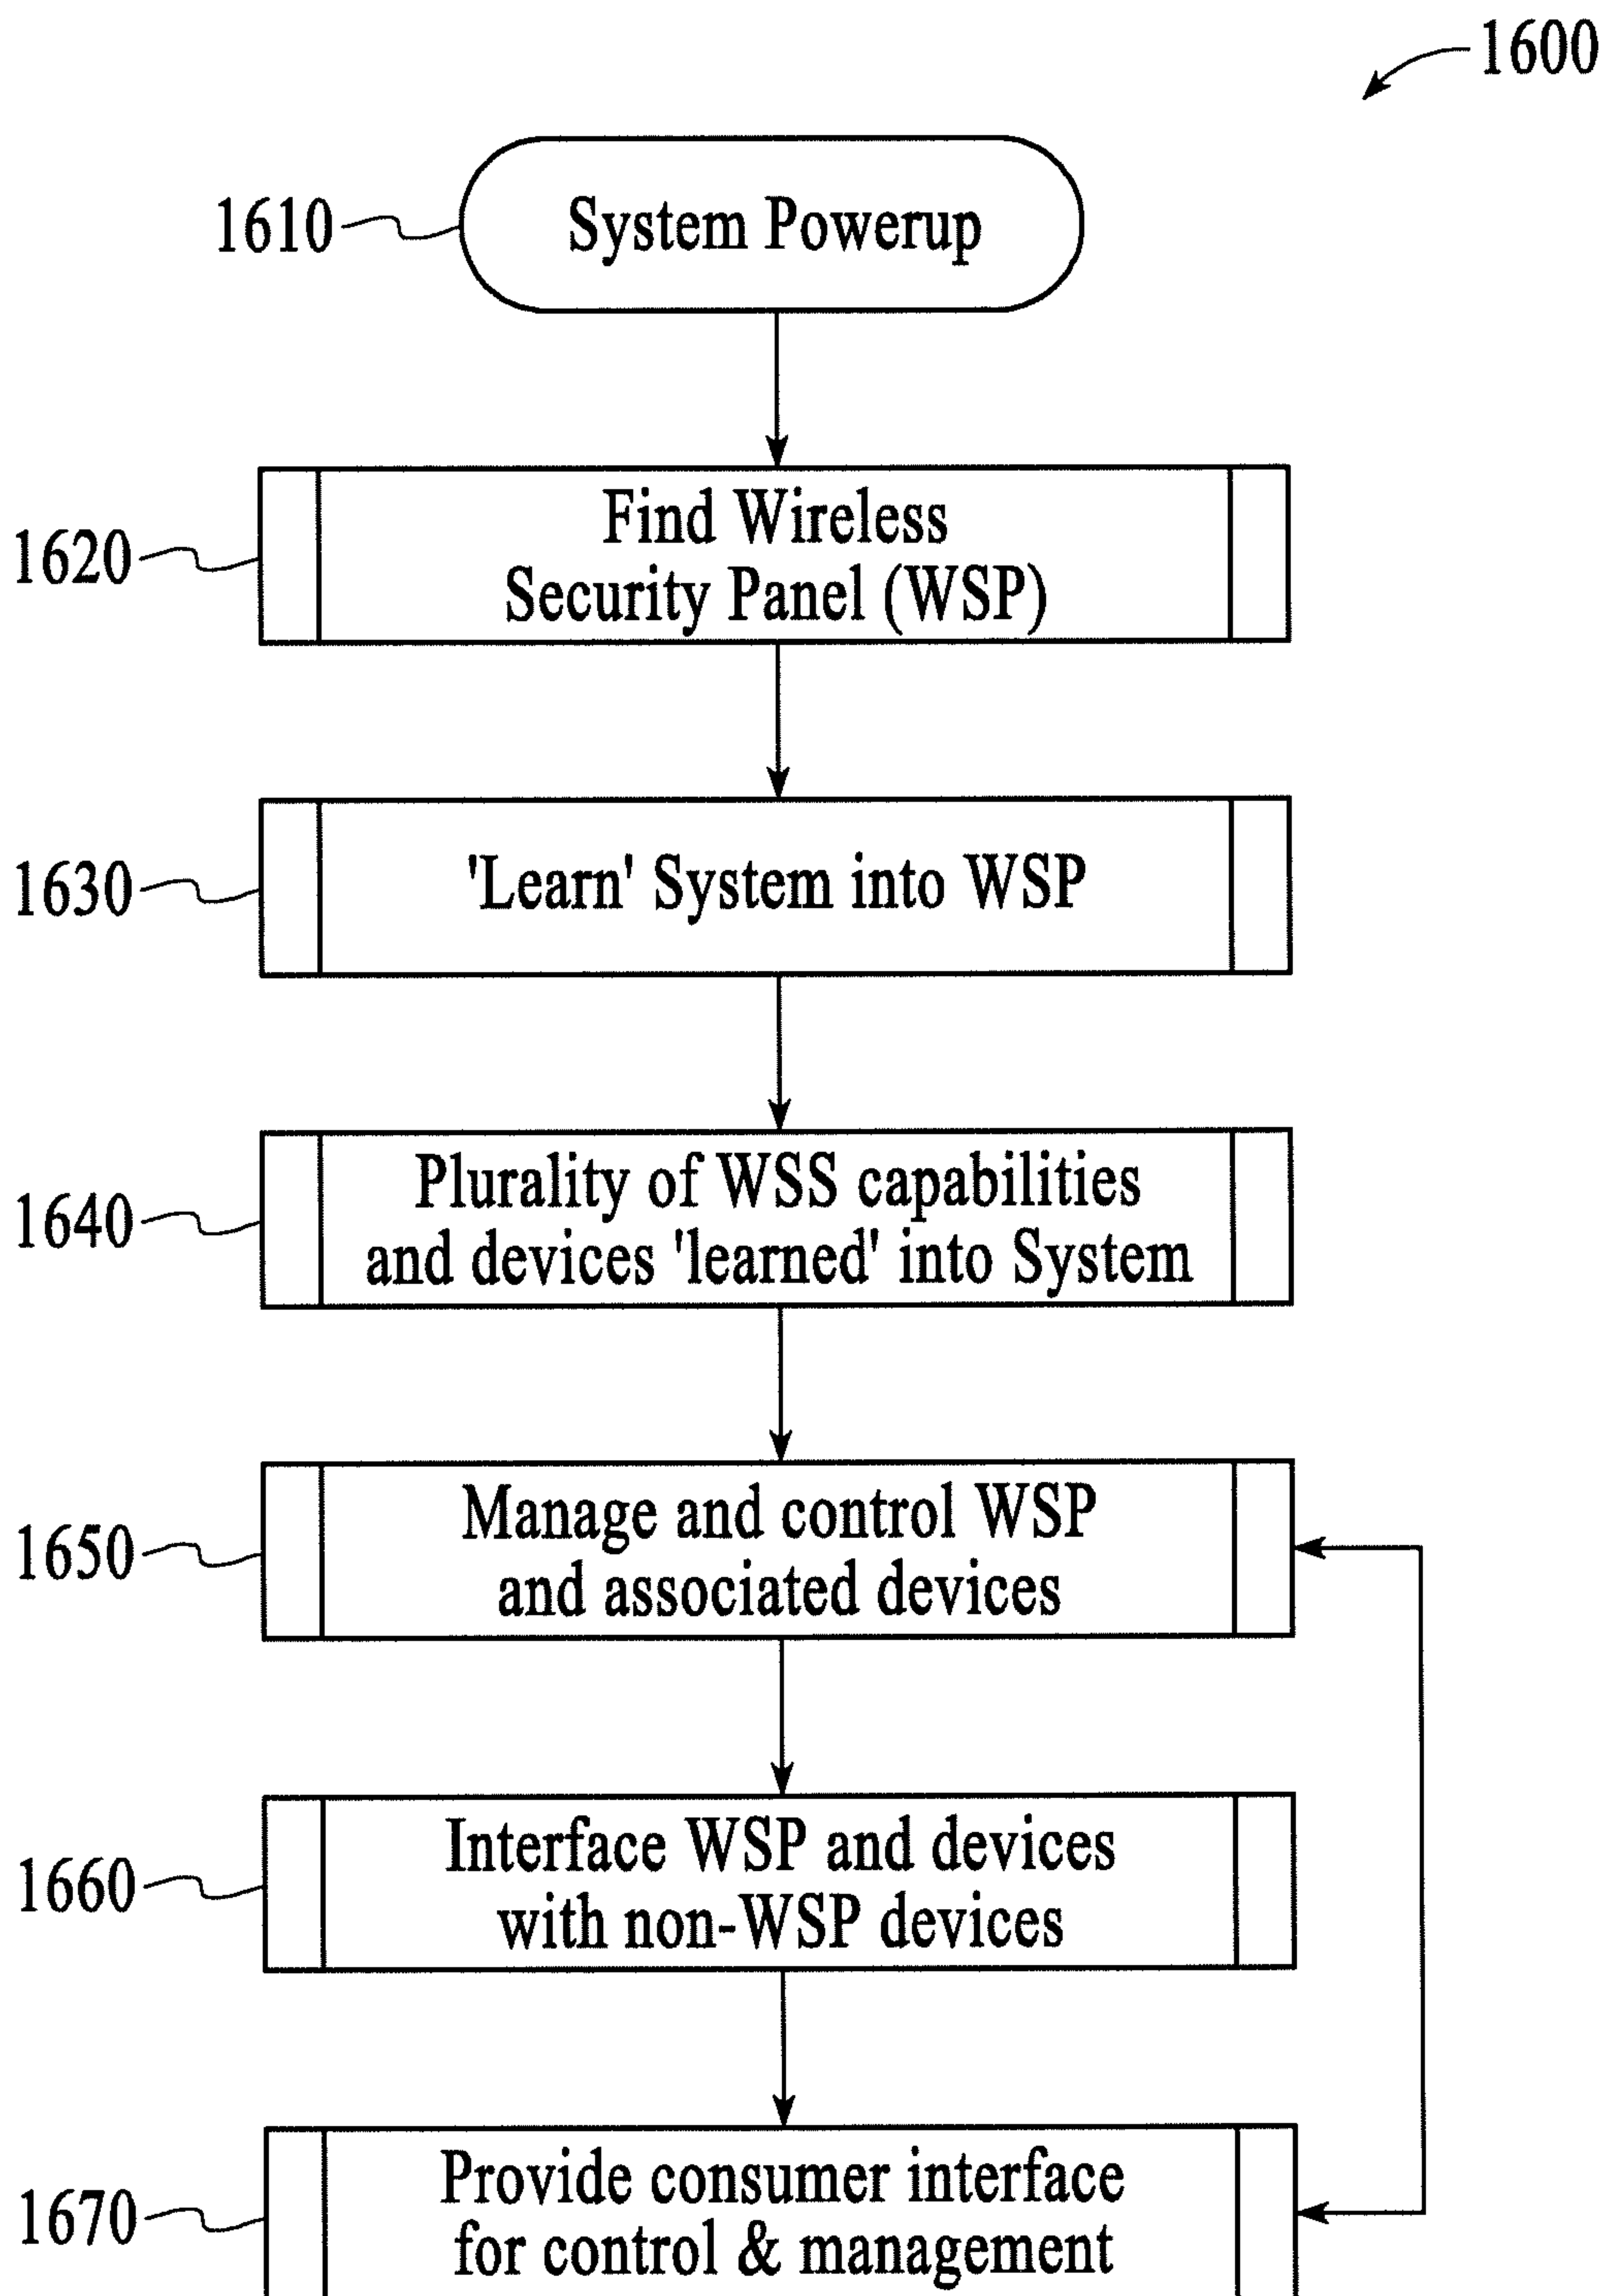 1600
1610
System Powerup
1620
Find Wireless
Security Panel (WSP)
1630
'Learn' System into WSP
1640
Plurality of WSS capabilities
and devices 'learned' into System
1650
Manage and control WSP
and associated devices
1660
Interface WSP and devices
with non-WSP devices
1670
Provide consumer interface
for control & management